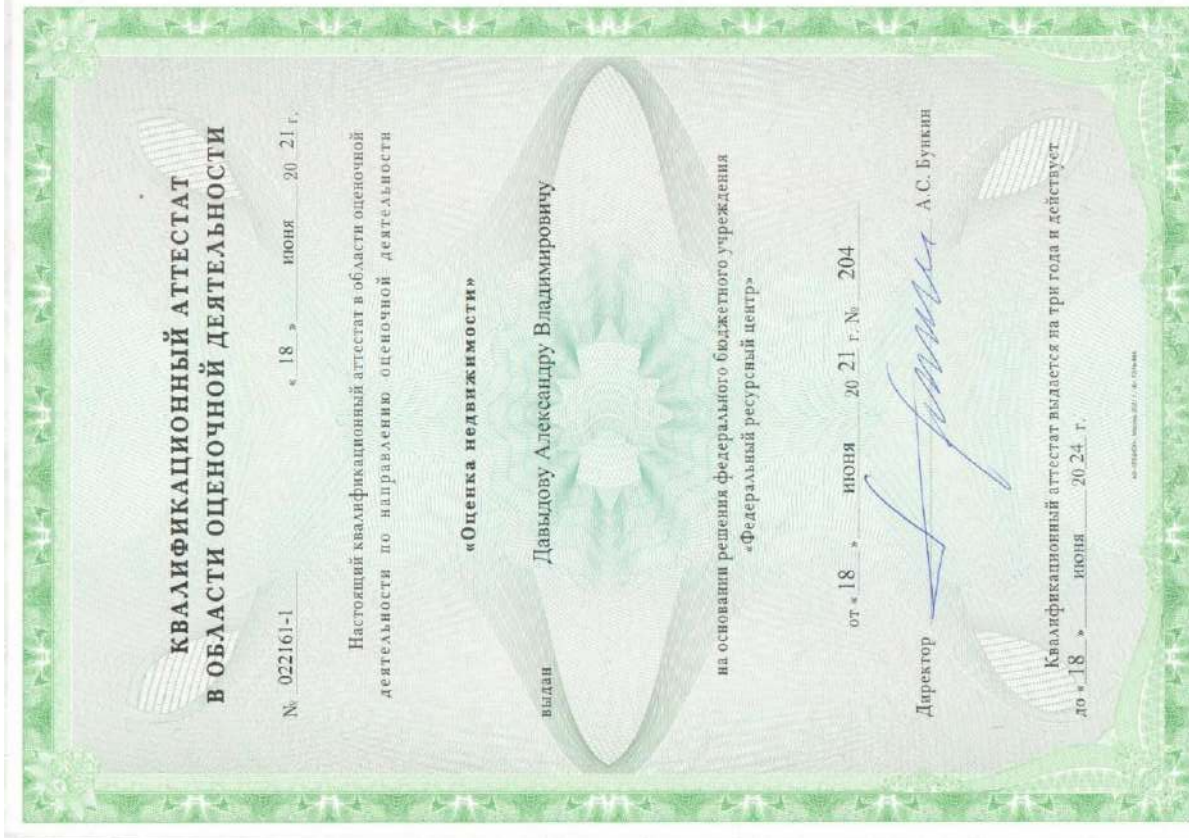 КВАЛИФИКАЦИОННЫЙ АТТЕСТАТ
В ОБЛАСТИ ОЦЕНОЧНОЙ ДЕЯТЕЛЬНОСТИ
№ 022161-1 « 18 » июня 20 21 г.
Настоящий квалификационный аттестат в области оценочной
деятельности по направлению оценочной деятельности
«Оценка недвижимости»
выдан Давыдову Александру Владимировичу
на основании решения федерального бюджетного учреждения
«Федеральный ресурсный центр»
от « 18 » июня 20 21 г. № 204
Директор А.С. Бункин
Квалификационный аттестат выдается на три года и действует
до « 18 » июня 20 24 г.